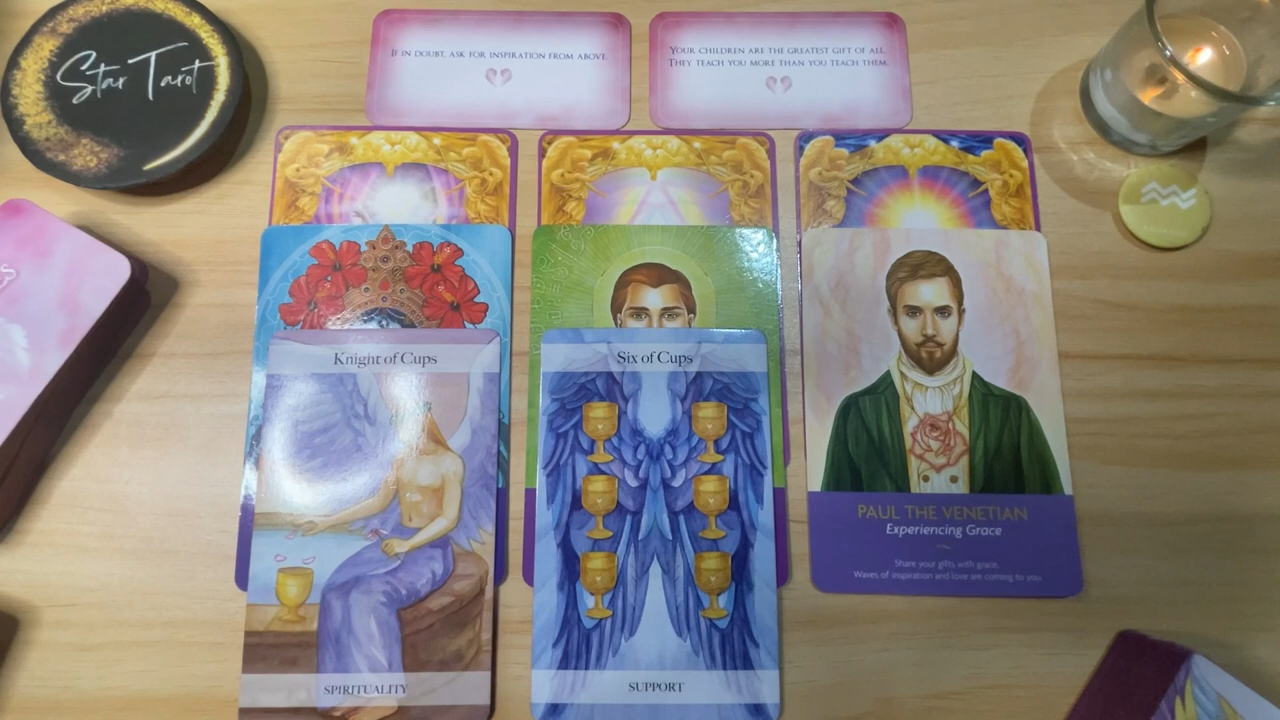 Star Tarot
If in doubt, ask for inspiration from above.
Your children are the greatest gift of all.
They teach you more than you teach them.
Knight of Cups
Six of Cups
PAUL THE VENETIAN
Experiencing Grace
Share your gifts with grace.
Waves of inspiration and love are coming to you.
SPIRITUALITY
SUPPORT